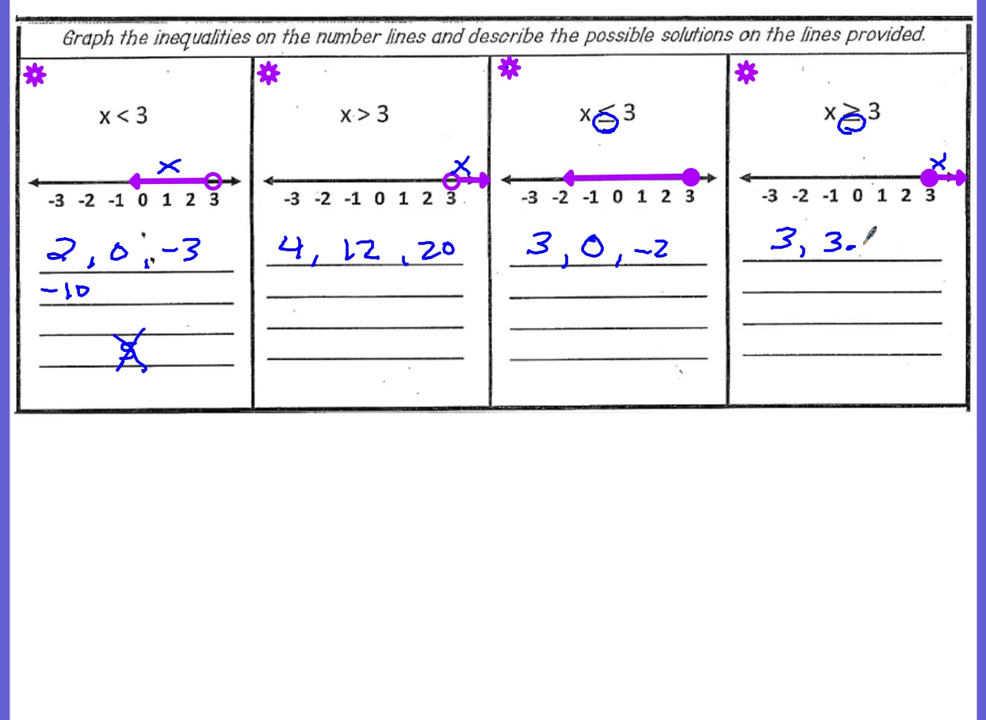 Graph the inequalities on the number lines and describe the possible solutions on the lines provided.
x < 3
x
-3 -2 -1 0 1 2 3
2, 0, -3
-10
x > 3
x
-3 -2 -1 0 1 2 3
4, 12, 20
x ≤ 3
-3 -2 -1 0 1 2 3
3, 0, -2
x ≥ 3
x
-3 -2 -1 0 1 2 3
3, 3.